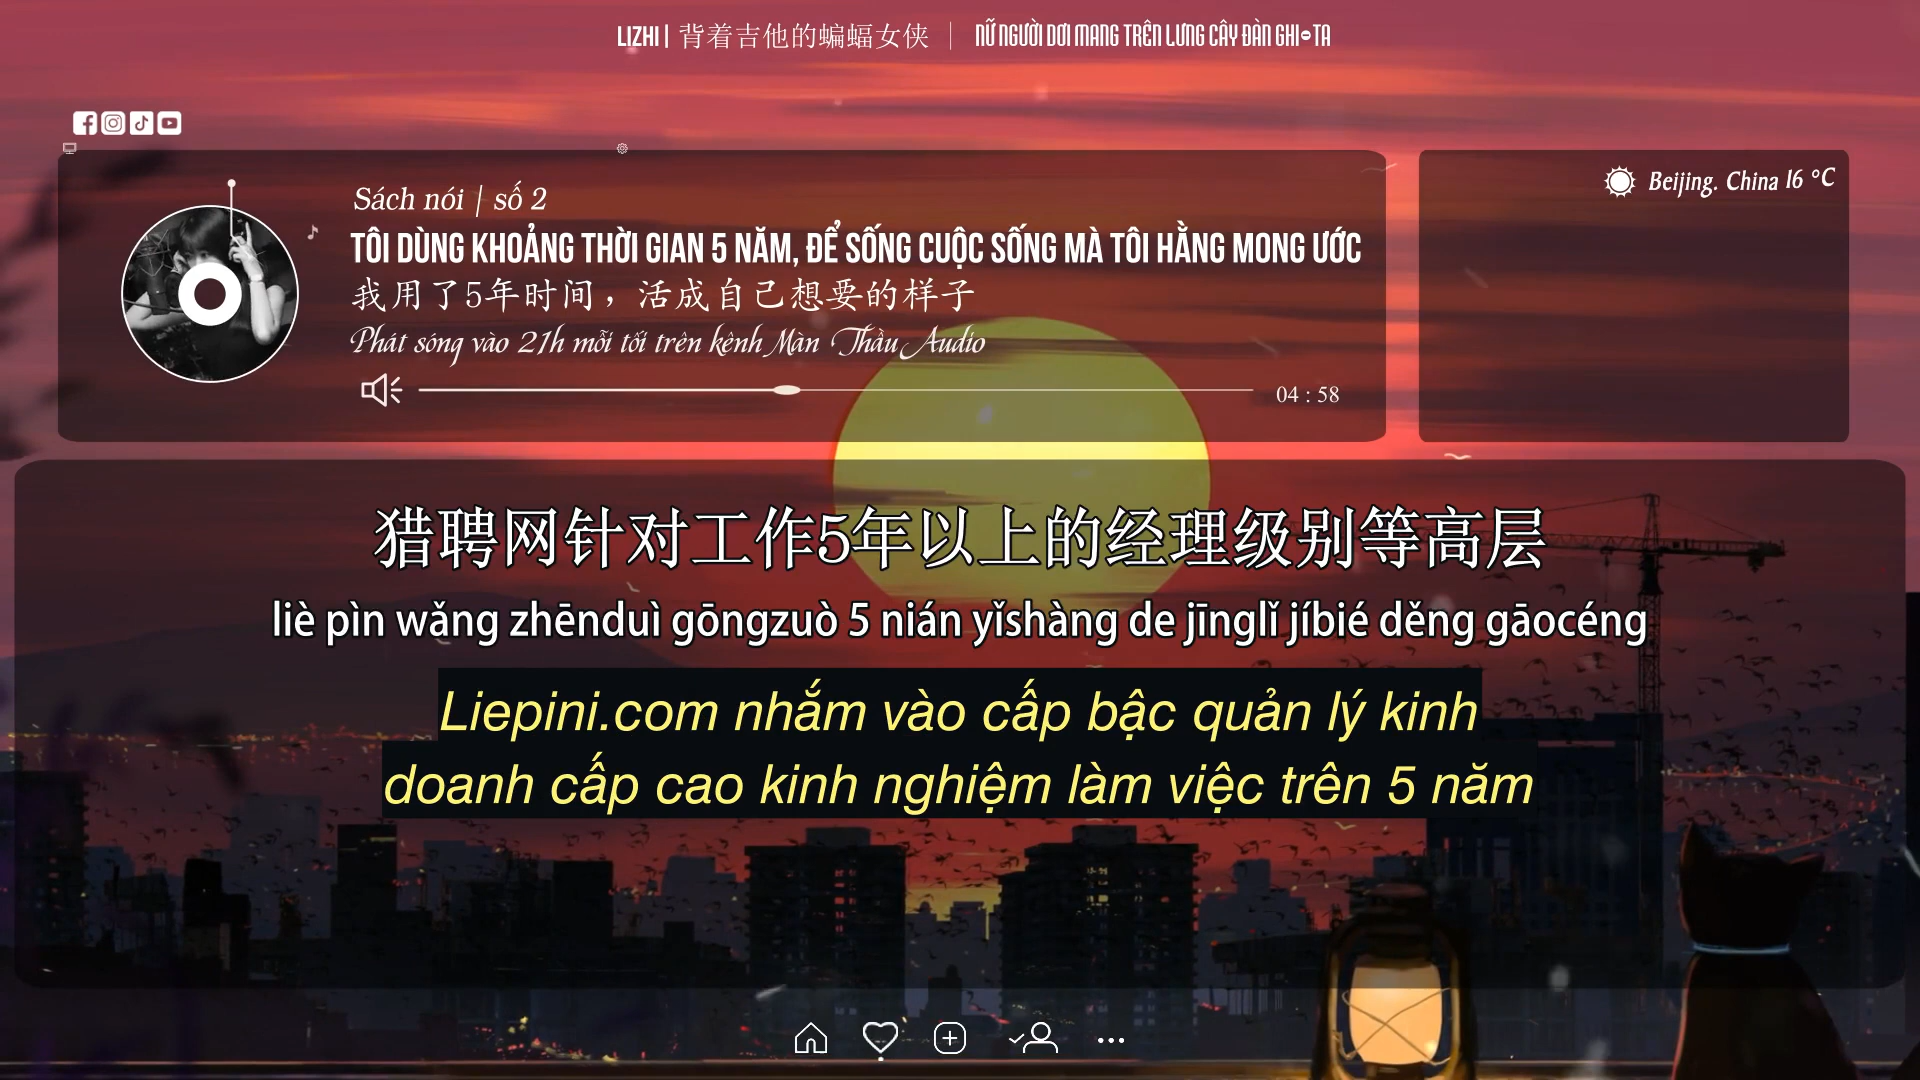 LIZHI | 背着吉他的蝙蝠女侠 | NỮ NGƯỜI DƠI MANG TRÊN LƯNG CÂY ĐÀN GHI-TA
Sách nói | số 2
TÔI DÙNG KHOẢNG THỜI GIAN 5 NĂM, ĐỂ SỐNG CUỘC SỐNG MÀ TÔI HẰNG MONG ƯỚC
我用了5年时间，活成自己想要的样子
Phát sóng vào 21h mỗi tối trên kênh Màn Thầu Audio
04 : 58
Beijing. China 16 °C
猎聘网针对工作5年以上的经理级别等高层
liè pìn wǎng zhēnduì gōngzuò 5 nián yǐshàng de jīnglǐ jíbié děng gāocéng
Liepini.com nhắm vào cấp bậc quản lý kinh
doanh cấp cao kinh nghiệm làm việc trên 5 năm